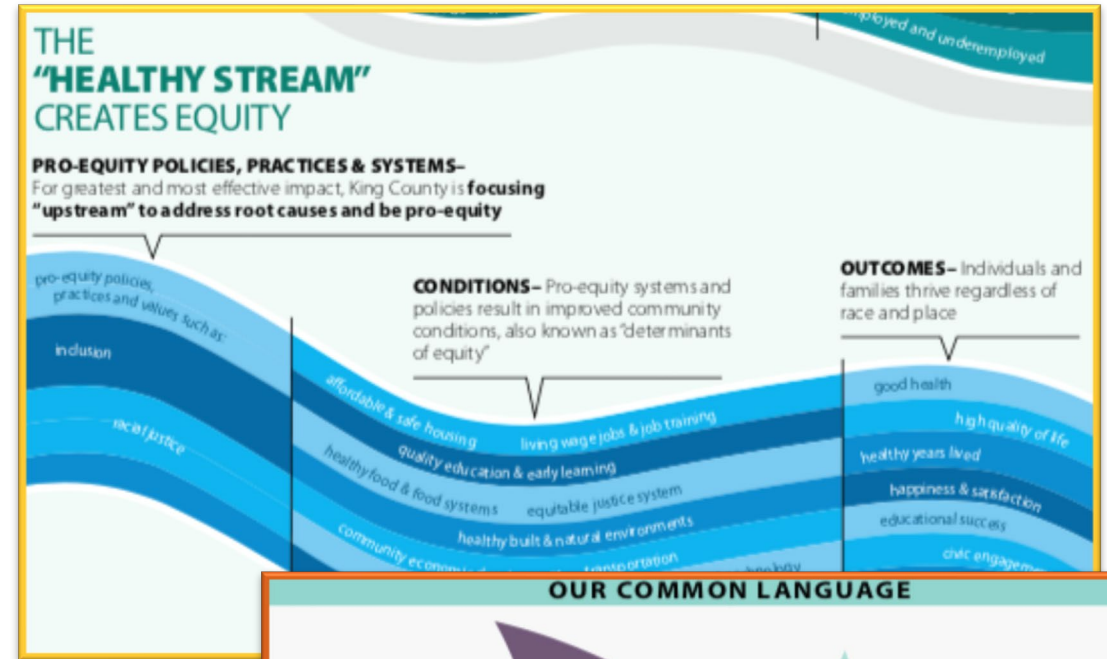 employed and underemployed
THE
“HEALTHY STREAM”
CREATES EQUITY
PRO-EQUITY POLICIES, PRACTICES & SYSTEMS–
For greatest and most effective impact, King County is focusing
“upstream” to address root causes and be pro-equity
pro-equity policies,
practices and values such as:
inclusion
racial justice
CONDITIONS– Pro-equity systems and
policies result in improved community
conditions, also known as “determinants
of equity”
affordable & safe housing
living wage jobs & job training
quality education & early learning
healthy food & food systems
equitable justice system
healthy built & natural environments
community
transportation
OUTCOMES– Individuals and
families thrive regardless of
race and place
good health
high quality of life
healthy years lived
happiness & satisfaction
educational success
civic
OUR COMMON LANGUAGE